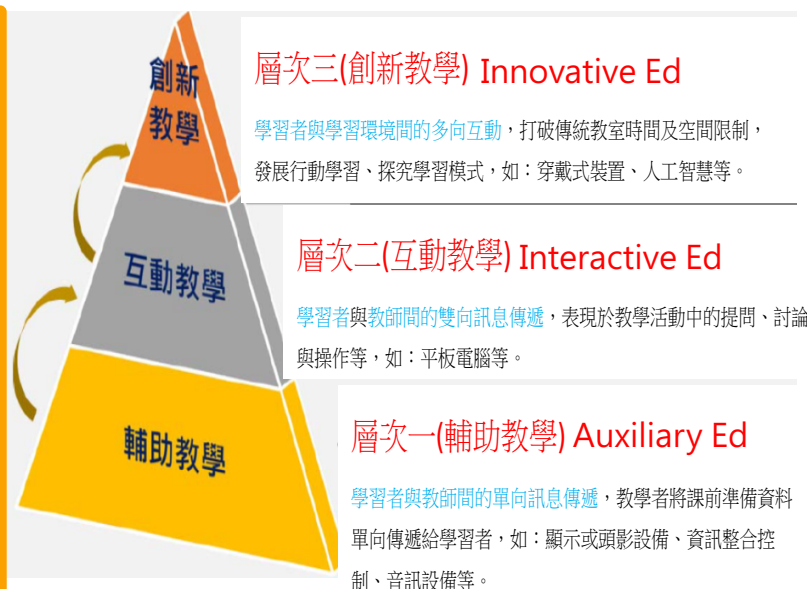 創新
教學
層次三(創新教學) Innovative Ed
學習者與學習環境間的多向互動，打破傳統教室時間及空間限制，
發展行動學習、探究學習模式，如：穿戴式裝置、人工智慧等。
互動教學
層次二(互動教學) Interactive Ed
學習者與教師間的雙向訊息傳遞，表現於教學活動中的提問、討論
與操作等，如：平板電腦等。
輔助教學
層次一(輔助教學) Auxiliary Ed
學習者與教師間的單向訊息傳遞，教學者將課前準備資料
單向傳遞給學習者，如：顯示或頭影設備、資訊整合控
制、音訊設備等。